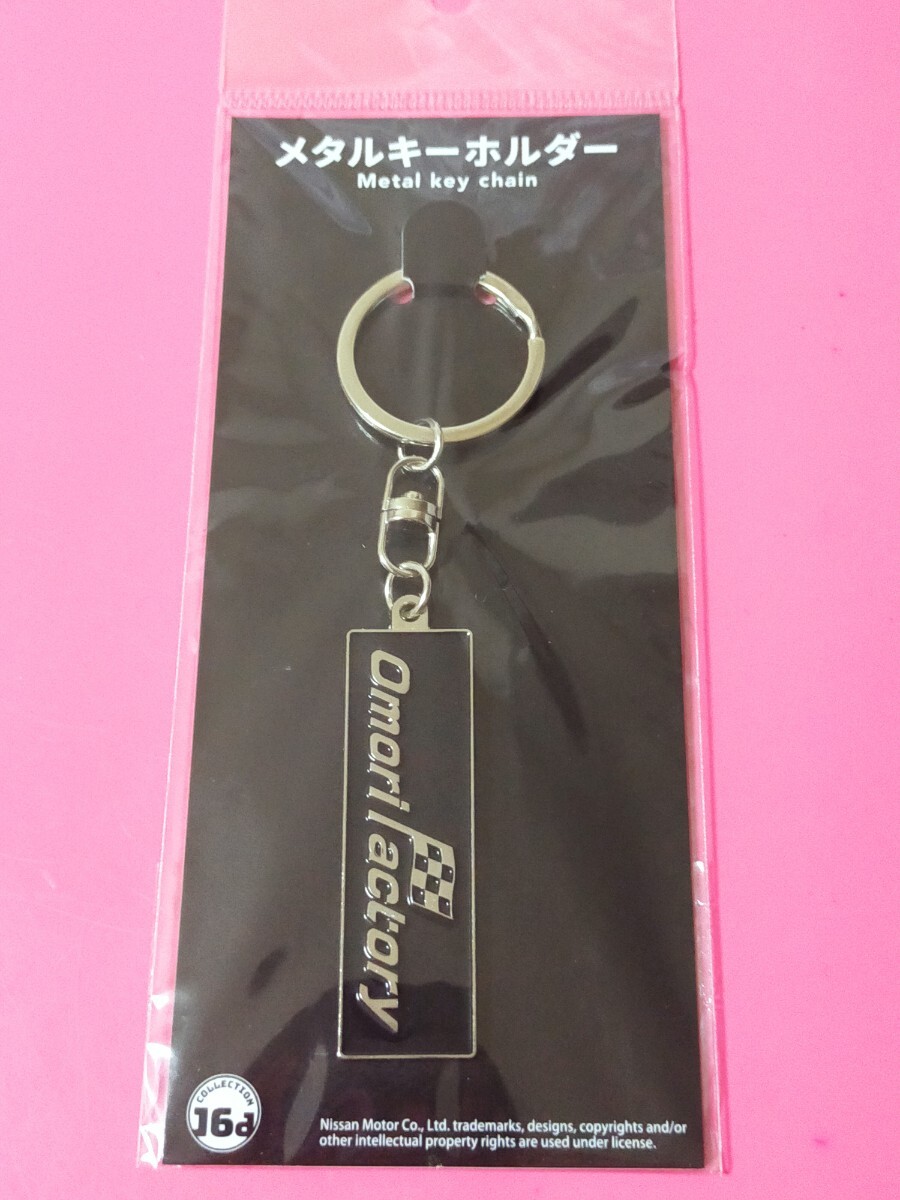 メタルキーホルダー
Metal key chain
Omori factory
COLLECTION
Nissan Motor Co., Ltd. trademarks, designs, copyrights and/or
other intellectual property rights are used under license.